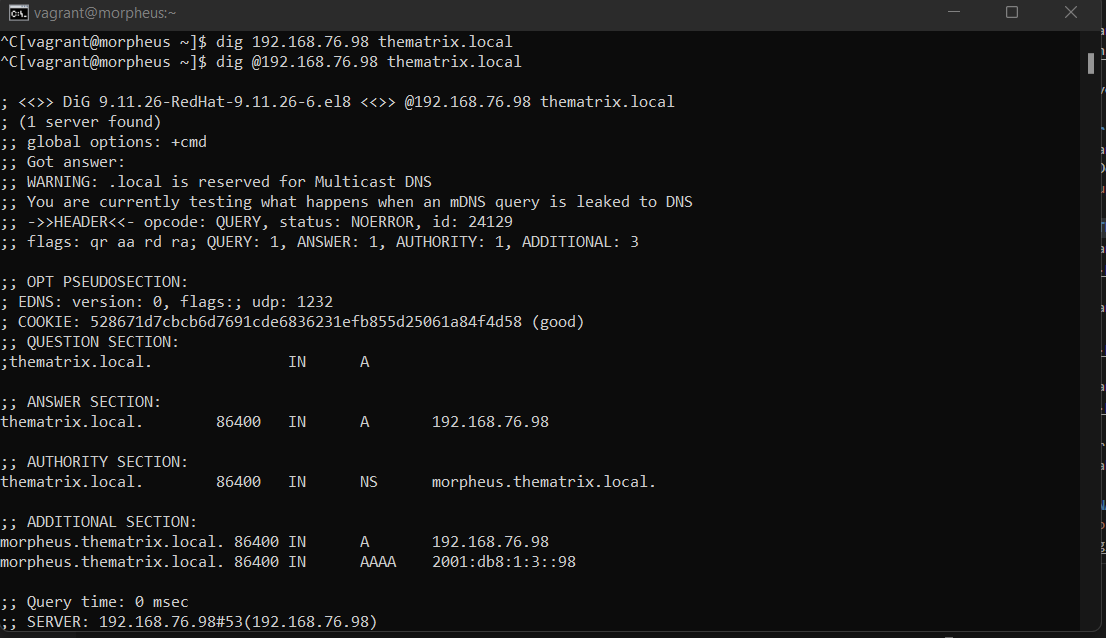 vagrant@morpheus:~
^C[vagrant@morpheus ~]$ dig 192.168.76.98 thematrix.local
^C[vagrant@morpheus ~]$ dig @192.168.76.98 thematrix.local
; <<>> DiG 9.11.26-RedHat-9.11.26-6.el8 <<>> @192.168.76.98 thematrix.local
; (1 server found)
;; global options: +cmd
;; Got answer:
;; WARNING: .local is reserved for Multicast DNS
;; You are currently testing what happens when an mDNS query is leaked to DNS
;; ->>HEADER<<- opcode: QUERY, status: NOERROR, id: 24129
;; flags: qr aa rd ra; QUERY: 1, ANSWER: 1, AUTHORITY: 1, ADDITIONAL: 3
;; OPT PSEUDOSECTION:
; EDNS: version: 0, flags:; udp: 1232
; COOKIE: 528671d7cbcb6d7691cde6836231efb855d25061a84f4d58 (good)
;; QUESTION SECTION:
;thematrix.local. IN A
;; ANSWER SECTION:
thematrix.local. 86400 IN A 192.168.76.98
;; AUTHORITY SECTION:
thematrix.local. 86400 IN NS morpheus.thematrix.local.
;; ADDITIONAL SECTION:
morpheus.thematrix.local. 86400 IN A 192.168.76.98
morpheus.thematrix.local. 86400 IN AAAA 2001:db8:1:3::98
;; Query time: 0 msec
;; SERVER: 192.168.76.98#53(192.168.76.98)